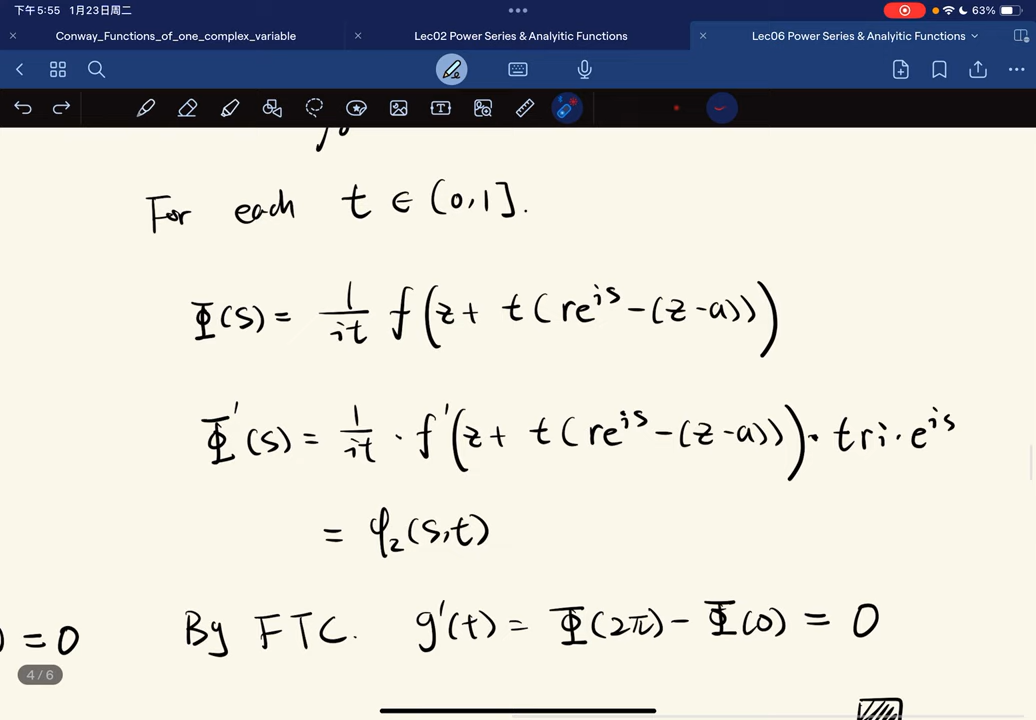 下午5:55 1月23日周二
63%
Conway_Functions_of_one_complex_variable
Lec02 Power Series & Analyitic Functions
Lec06 Power Series & Analyitic Functions
For each t ∈ (0,1].
Φ(s) = 1/it f(z + t(re^{is} - (z-a)))
Φ'(s) = 1/it · f'(z + t(re^{is} - (z-a))) · tri · e^{is}
= φ₂(s,t)
By FTC. g'(t) = Φ(2π) - Φ(0) = 0
) = 0
4 / 6